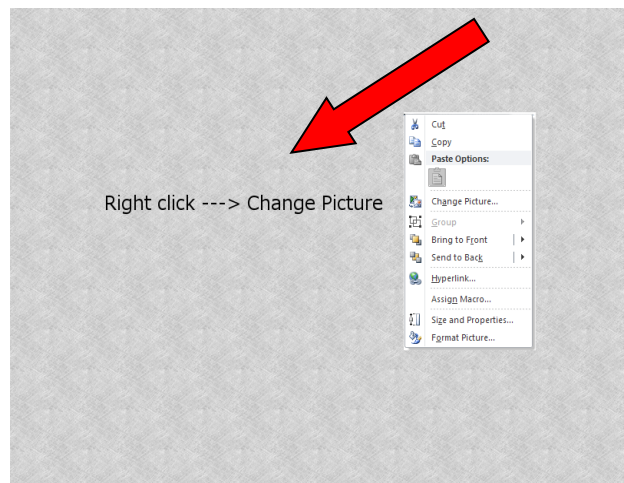 Cut
Copy
Paste Options:
Right click ---> Change Picture
Change Picture...
Group
Bring to Front
Send to Back
Hyperlink...
Assign Macro...
Size and Properties...
Format Picture...